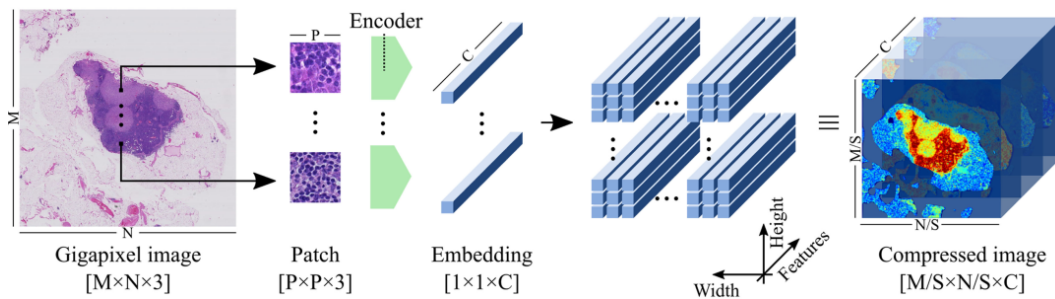 Encoder
P
C
C
M
M/S
N
N/S
Height
Features
Width
Gigapixel image
[M×N×3]
Patch
[P×P×3]
Embedding
[1×1×C]
Compressed image
[M/S×N/S×C]